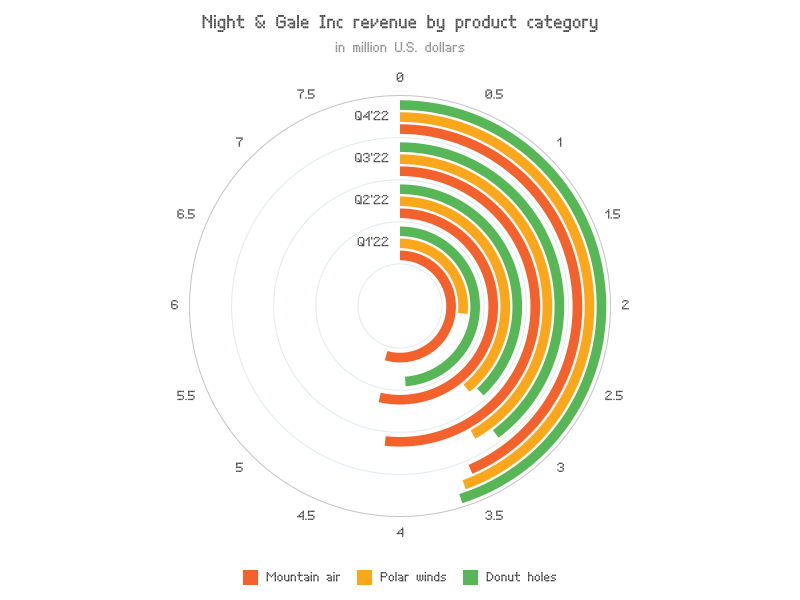 Night & Gale Inc revenue by product category
in million U.S. dollars
0
0.5
1
1.5
2
2.5
3
3.5
4
4.5
5
5.5
6
6.5
7
7.5
Q4'22
Q3'22
Q2'22
Q1'22
Mountain air
Polar winds
Donut holes